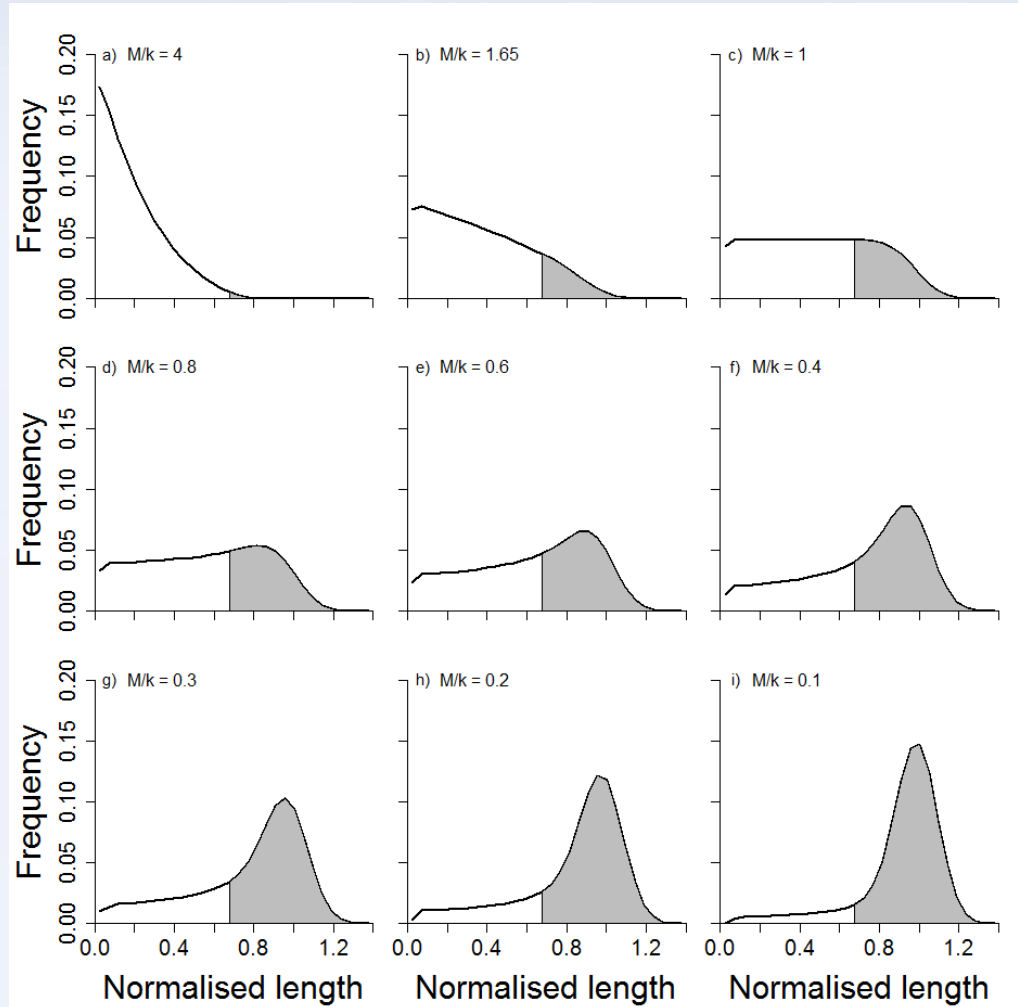 a) M/k = 4
b) M/k = 1.65
c) M/k = 1
Frequency
0.00 0.05 0.10 0.15 0.20
d) M/k = 0.8
e) M/k = 0.6
f) M/k = 0.4
Frequency
0.00 0.05 0.10 0.15 0.20
g) M/k = 0.3
h) M/k = 0.2
i) M/k = 0.1
Frequency
0.00 0.05 0.10 0.15 0.20
0.0 0.4 0.8 1.2
0.0 0.4 0.8 1.2
0.0 0.4 0.8 1.2
Normalised length
Normalised length
Normalised length